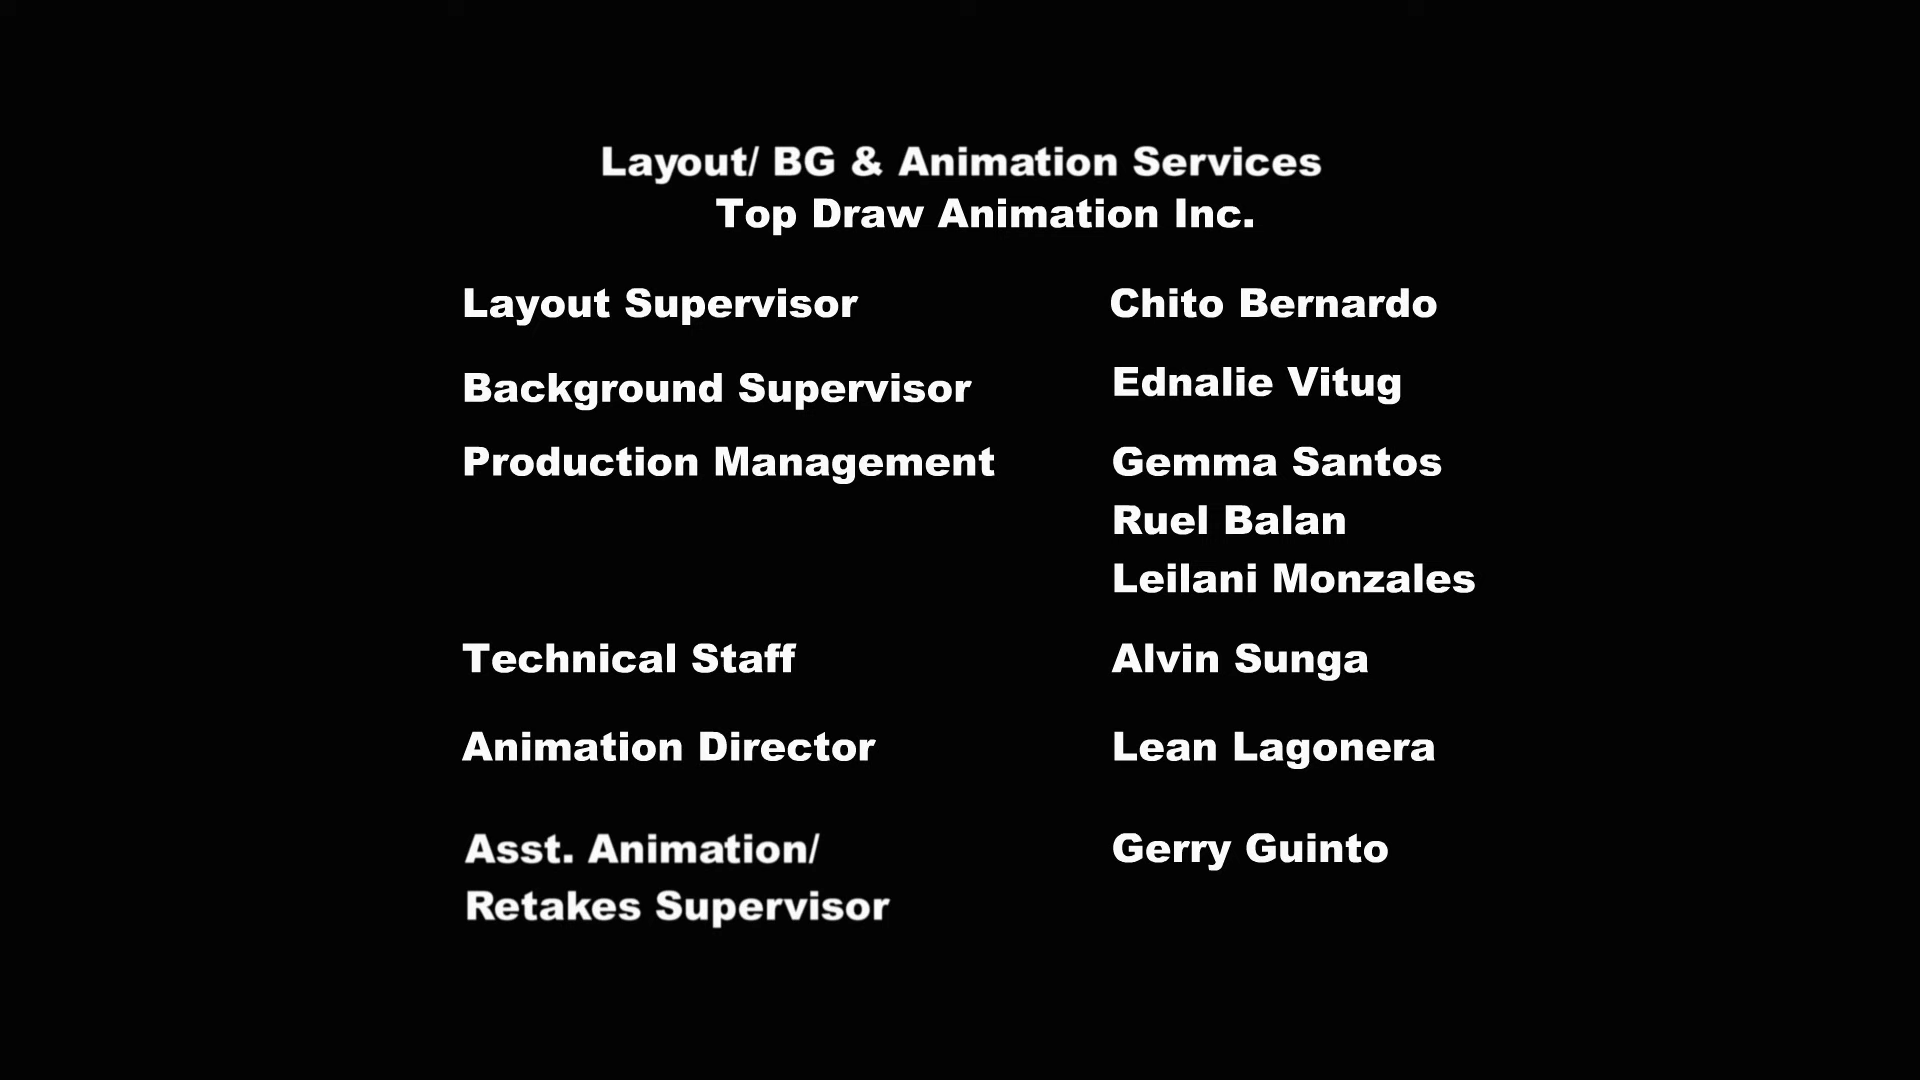 Layout/ BG & Animation Services
Top Draw Animation Inc.
Layout Supervisor Chito Bernardo
Background Supervisor Ednalie Vitug
Production Management Gemma Santos
Ruel Balan
Leilani Monzales
Technical Staff Alvin Sunga
Animation Director Lean Lagonera
Asst. Animation/ Gerry Guinto
Retakes Supervisor